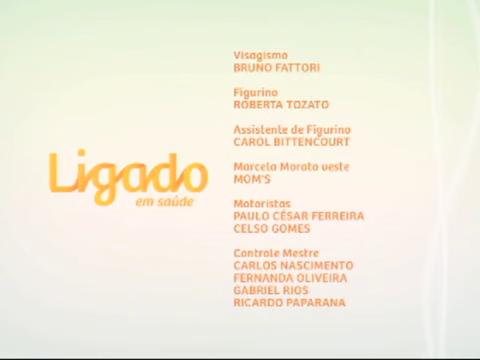 Visagismo
BRUNO FATTORI
Figurino
ROBERTA TOZATO
Assistente de Figurino
CAROL BITTENCOURT
Marcela Morato veste
MOM'S
Motoristas
PAULO CÉSAR FERREIRA
CELSO GOMES
Controle Mestre
CARLOS NASCIMENTO
FERNANDA OLIVEIRA
GABRIEL RIOS
RICARDO PAPARANA
Ligado
em saúde